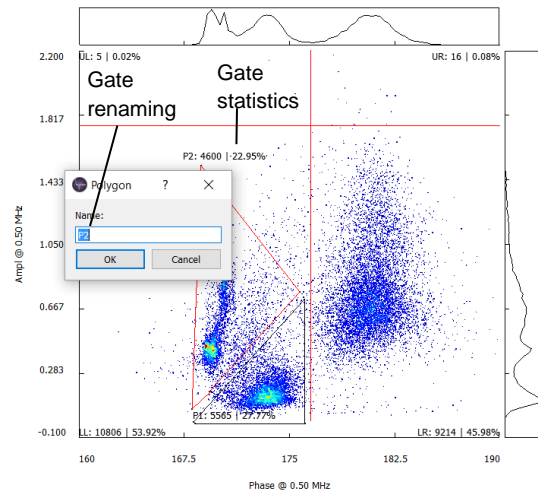 2.200
1.817
1.433
1.050
0.667
0.283
-0.100
Ampl @ 0.50 MHz
UL: 5 | 0.02%
UR: 16 | 0.08%
Gate
renaming
Gate
statistics
P2: 4600 | 22.95%
Polygon
?
Name:
P2
OK
Cancel
P1: 5565 | 27.77%
LL: 10806 | 53.92%
LR: 9214 | 45.98%
160
167.5
175
182.5
190
Phase @ 0.50 MHz